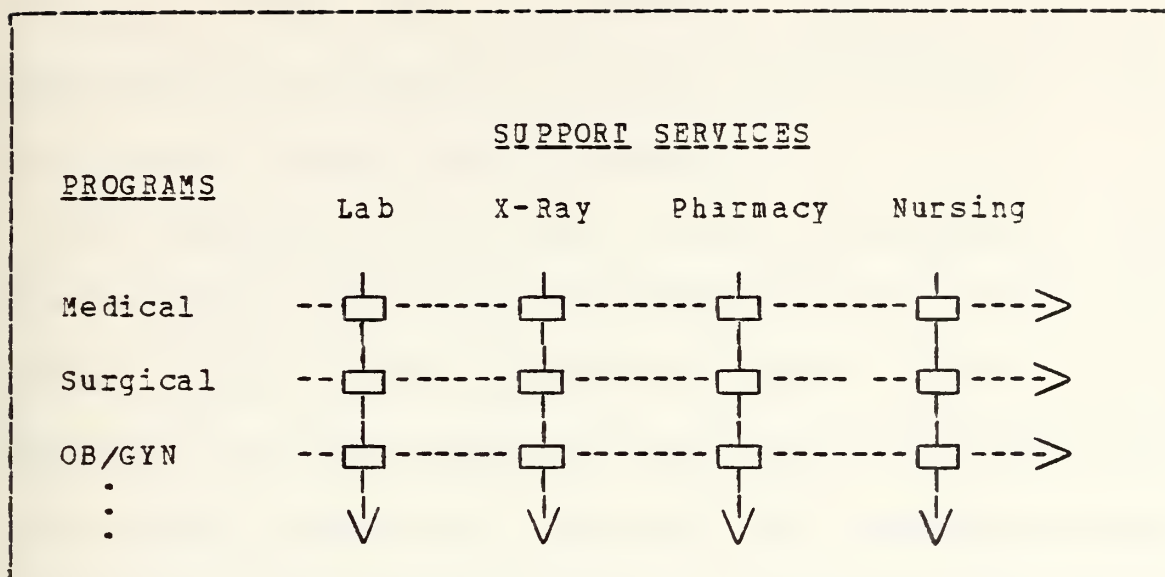 SUPPORT SERVICES
PROGRAMS
Lab X-Ray Pharmacy Nursing
Medical
Surgical
OB/GYN